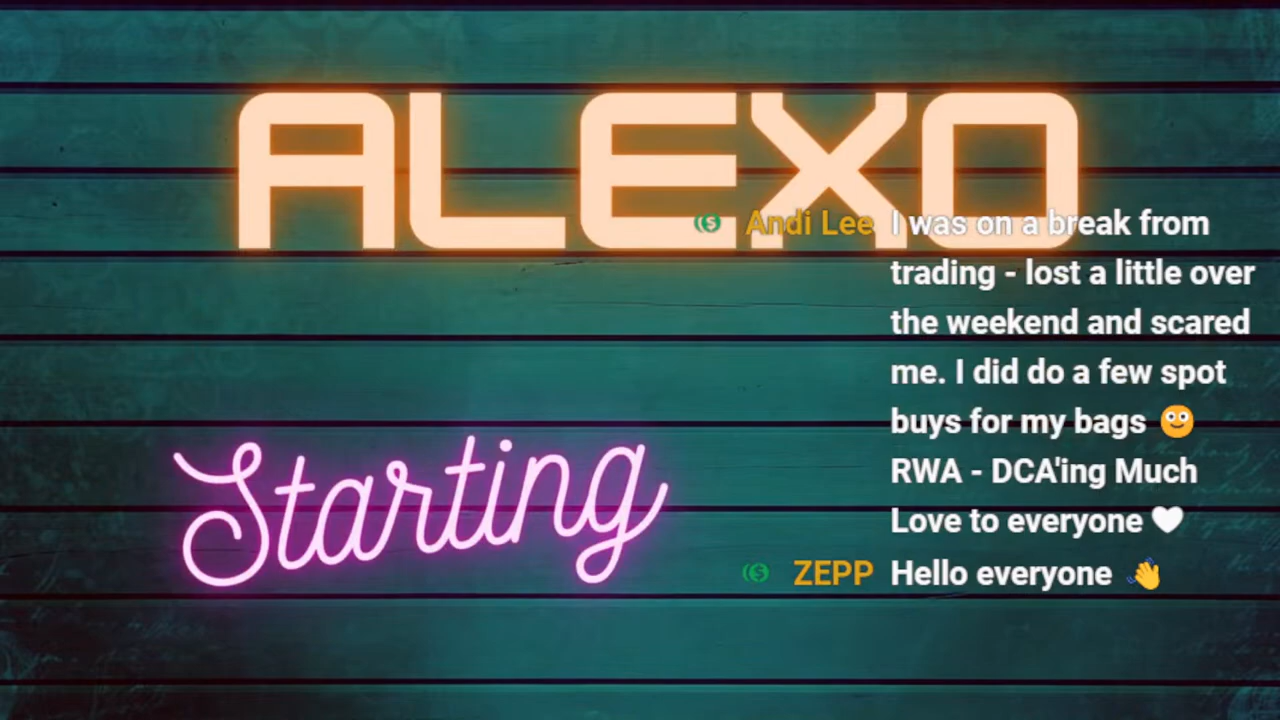 ALEXO
Andi Lee I was on a break from
trading - lost a little over
the weekend and scared
me. I did do a few spot
buys for my bags 🙂
RWA - DCA'ing Much
Love to everyone 🤍
Starting
ZEPP Hello everyone 👋